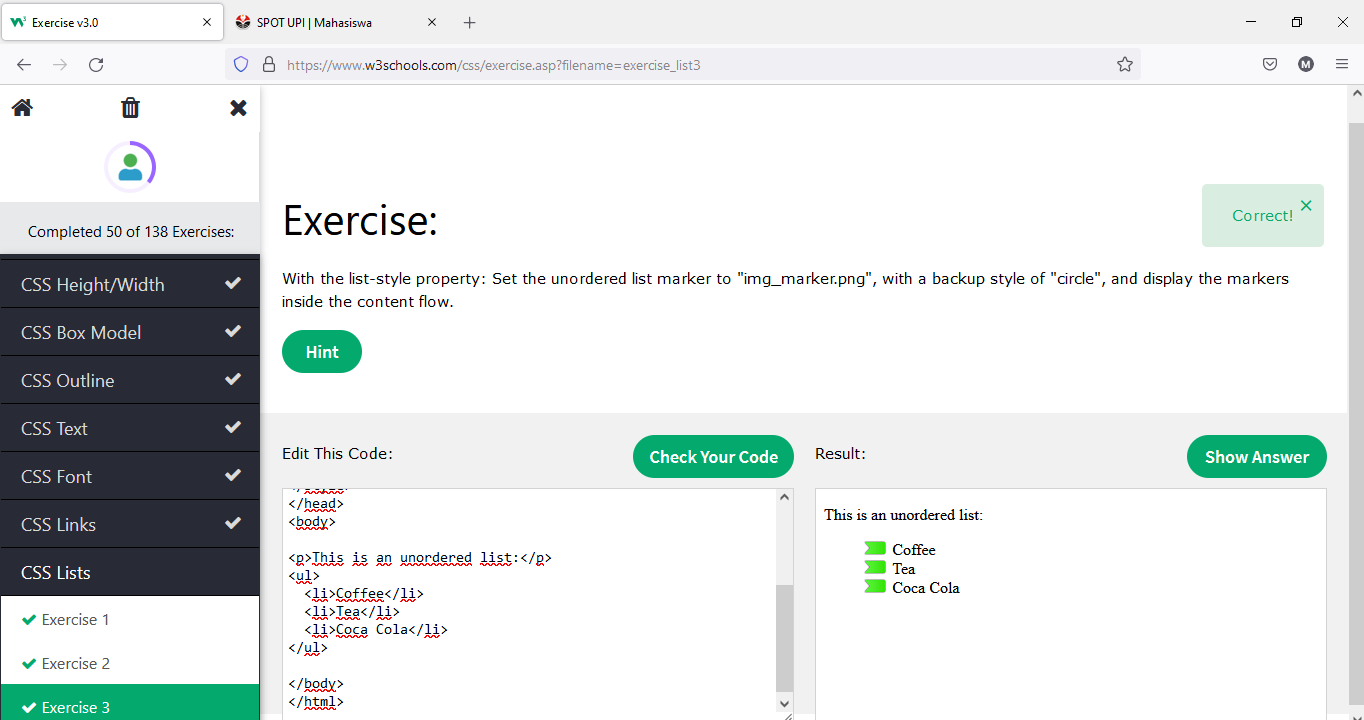 Exercise v3.0
SPOT UPI | Mahasiswa
https://www.w3schools.com/css/exercise.asp?filename=exercise_list3
M
Completed 50 of 138 Exercises:
CSS Height/Width
CSS Box Model
CSS Outline
CSS Text
CSS Font
CSS Links
CSS Lists
Exercise 1
Exercise 2
Exercise 3
Exercise:
Correct!
With the list-style property: Set the unordered list marker to "img_marker.png", with a backup style of "circle", and display the markers
inside the content flow.
Hint
Edit This Code:
Check Your Code
Result:
Show Answer
</head>
<body>
<p>This is an unordered list:</p>
<ul>
<li>Coffee</li>
<li>Tea</li>
<li>Coca Cola</li>
</ul>
</body>
</html>
This is an unordered list:
Coffee
Tea
Coca Cola